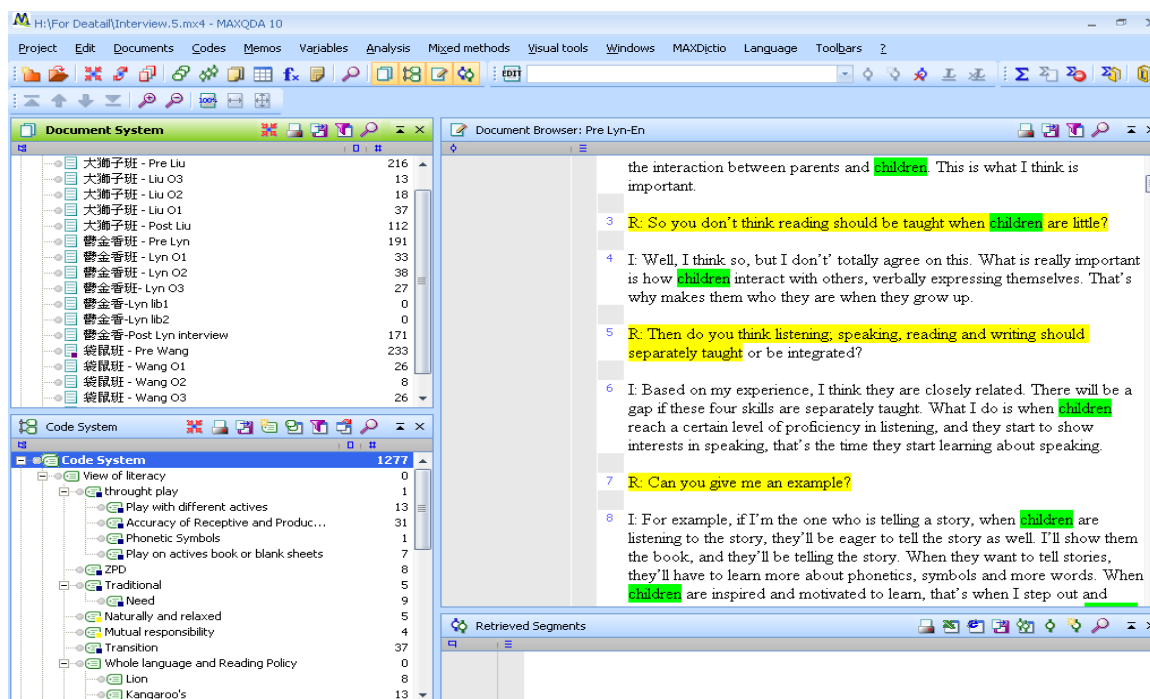 H:\For Deatail\Interview.5.mx4 - MAXQDA 10
Project Edit Documents Codes Memos Variables Analysis Mixed methods Visual tools Windows MAXDictio Language Toolbars ?
EDIT
100%
Document System
大獅子班 - Pre Liu 216
大獅子班 - Liu O3 13
大獅子班 - Liu O2 18
大獅子班 - Liu O1 37
大獅子班 - Post Liu 112
鬱金香班 - Pre Lyn 191
鬱金香班 - Lyn O1 33
鬱金香班 - Lyn O2 38
鬱金香班- Lyn O3 27
鬱金香-Lyn lib1 0
鬱金香-Lyn lib2 0
鬱金香-Post Lyn interview 171
袋鼠班 - Pre Wang 233
袋鼠班 - Wang O1 26
袋鼠班 - Wang O2 8
袋鼠班 - Wang O3 26
Code System
Code System 1277
View of literacy 0
throught play 1
Play with different actives 13
Accuracy of Receptive and Produc... 31
Phonetic Symbols 1
Play on actives book or blank sheets 7
ZPD 8
Traditional 5
Need 9
Naturally and relaxed 5
Mutual responsibility 4
Transition 37
Whole language and Reading Policy 0
Lion 8
Kangaroo's 13
Document Browser: Pre Lyn-En
the interaction between parents and children. This is what I think is
important.
3 R: So you don't think reading should be taught when children are little?
4 I: Well, I think so, but I don't' totally agree on this. What is really important
is how children interact with others, verbally expressing themselves. That's
why makes them who they are when they grow up.
5 R: Then do you think listening; speaking, reading and writing should
separately taught or be integrated?
6 I: Based on my experience, I think they are closely related. There will be a
gap if these four skills are separately taught. What I do is when children
reach a certain level of proficiency in listening, and they start to show
interests in speaking, that's the time they start learning about speaking.
7 R: Can you give me an example?
8 I: For example, if I'm the one who is telling a story, when children are
listening to the story, they'll be eager to tell the story as well. I'll show them
the book, and they'll be telling the story. When they want to tell stories,
they'll have to learn more about phonetics, symbols and more words. When
children are inspired and motivated to learn, that's when I step out and
Retrieved Segments